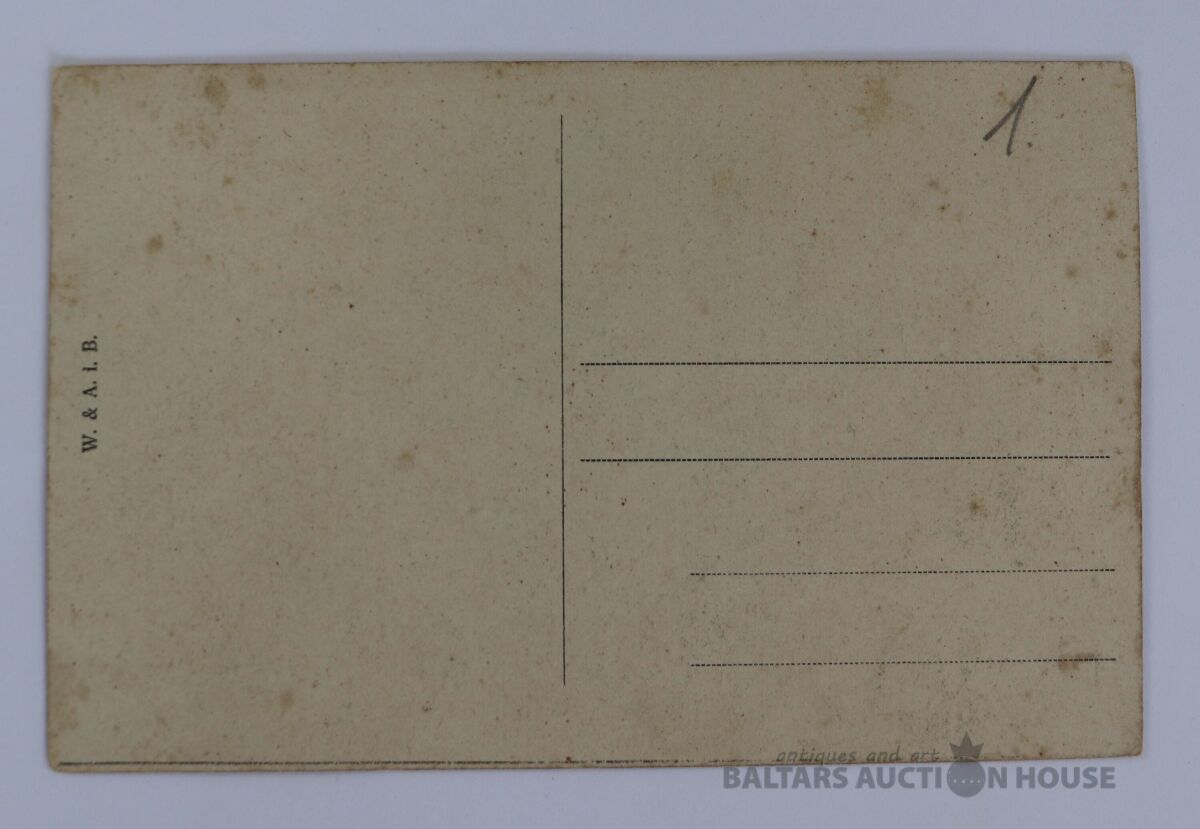 1.
W. & A. i. B.
antiques and art
BALTARS AUCTION HOUSE